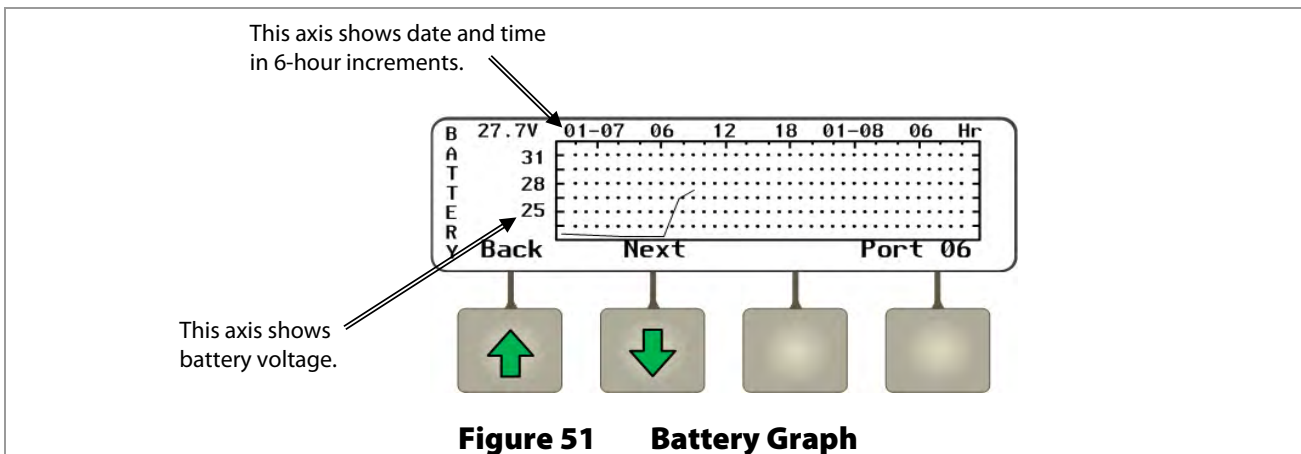 This axis shows date and time
in 6-hour increments.
BATTERY
27.7V 01-07 06 12 18 01-08 06 Hr
31
28
25
Back Next Port 06
This axis shows
battery voltage.
Figure 51 Battery Graph